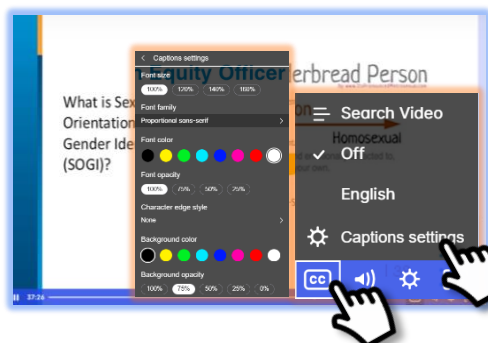 Captions settings
Font size
100% 120% 140% 160%
Font family
Proportional sans-serif
Font color
Font opacity
100% 75% 50% 25%
Character edge style
None
Background color
Background opacity
100% 75% 50% 25% 0%
Equity Officer
erbread Person
What is Sex
Orientation
Gender Ide
(SOGI)?
Homosexual
Search Video
Off
English
Captions settings
CC
37:26